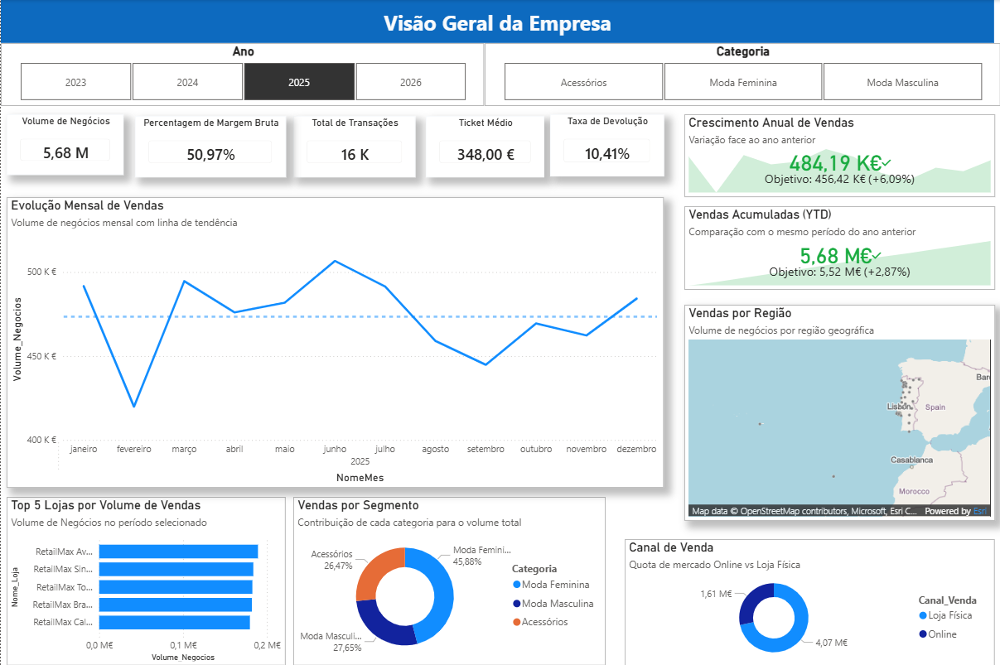 Visão Geral da Empresa
Ano
2023
2024
2025
2026
Categoria
Acessórios
Moda Feminina
Moda Masculina
Volume de Negócios
5,68 M
Percentagem de Margem Bruta
50,97%
Total de Transações
16 K
Ticket Médio
348,00 €
Taxa de Devolução
10,41%
Crescimento Anual de Vendas
Variação face ao ano anterior
484,19 K€
Objetivo: 456,42 K€ (+6,09%)
Vendas Acumuladas (YTD)
Comparação com o mesmo período do ano anterior
5,68 M€
Objetivo: 5,52 M€ (+2,87%)
Evolução Mensal de Vendas
Volume de negócios mensal com linha de tendência
Volume_Negocios
500 K €
450 K €
400 K €
janeiro fevereiro março abril maio junho julho agosto setembro outubro novembro dezembro
2025
NomeMes
Vendas por Região
Volume de negócios por região geográfica
Bar
Lisbon
Spain
Casablanca
Morocco
Map data © OpenStreetMap contributors, Microsoft, Esri C... Powered by Esri
Top 5 Lojas por Volume de Vendas
Volume de Negócios no período selecionado
Nome_Loja
RetailMax Av...
RetailMax Sin...
RetailMax To...
RetailMax Bra...
RetailMax Cal...
0,0 M€ 0,1 M€ 0,2 M€
Volume_Negocios
Vendas por Segmento
Contribuição de cada categoria para o volume total
Acessórios
26,47%
Moda Femini...
45,88%
Moda Masculi...
27,65%
Categoria
Moda Feminina
Moda Masculina
Acessórios
Canal de Venda
Quota de mercado Online vs Loja Física
1,61 M€
4,07 M€
Canal_Venda
Loja Física
Online